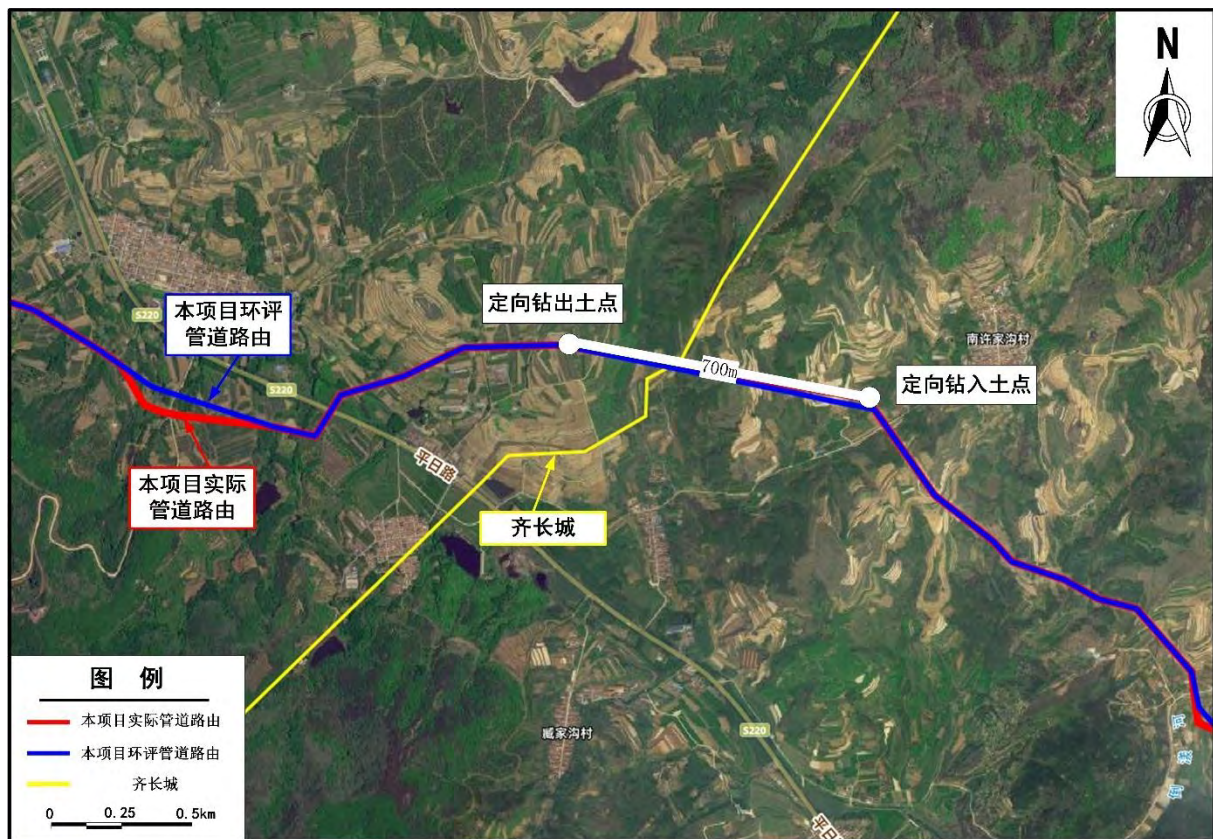 N
S220
本项目环评
管道路由
定向钻出土点
南许家沟村
700m
定向钻入土点
S220
本项目实际
管道路由
平日路
齐长城
图 例
本项目实际管道路由
本项目环评管道路由
齐长城
0 0.25 0.5km
臧家沟村
S220
平日路